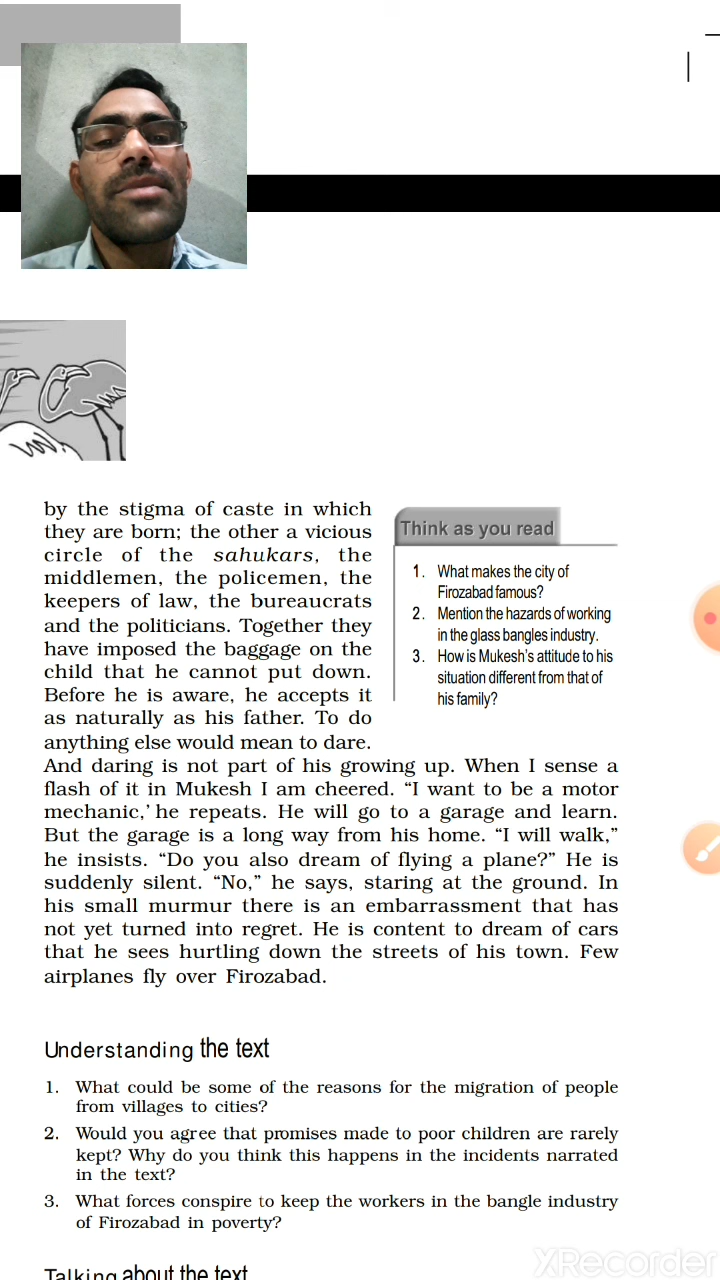 by the stigma of caste in which
they are born; the other a vicious
circle of the sahukars, the
middlemen, the policemen, the
keepers of law, the bureaucrats
and the politicians. Together they
have imposed the baggage on the
child that he cannot put down.
Before he is aware, he accepts it
as naturally as his father. To do
anything else would mean to dare.
Think as you read
1. What makes the city of
Firozabad famous?
2. Mention the hazards of working
in the glass bangles industry.
3. How is Mukesh's attitude to his
situation different from that of
his family?
And daring is not part of his growing up. When I sense a
flash of it in Mukesh I am cheered. “I want to be a motor
mechanic,’ he repeats. He will go to a garage and learn.
But the garage is a long way from his home. “I will walk,”
he insists. “Do you also dream of flying a plane?” He is
suddenly silent. “No,” he says, staring at the ground. In
his small murmur there is an embarrassment that has
not yet turned into regret. He is content to dream of cars
that he sees hurtling down the streets of his town. Few
airplanes fly over Firozabad.
Understanding the text
1. What could be some of the reasons for the migration of people
from villages to cities?
2. Would you agree that promises made to poor children are rarely
kept? Why do you think this happens in the incidents narrated
in the text?
3. What forces conspire to keep the workers in the bangle industry
of Firozabad in poverty?
Talking about the text
XRecorder